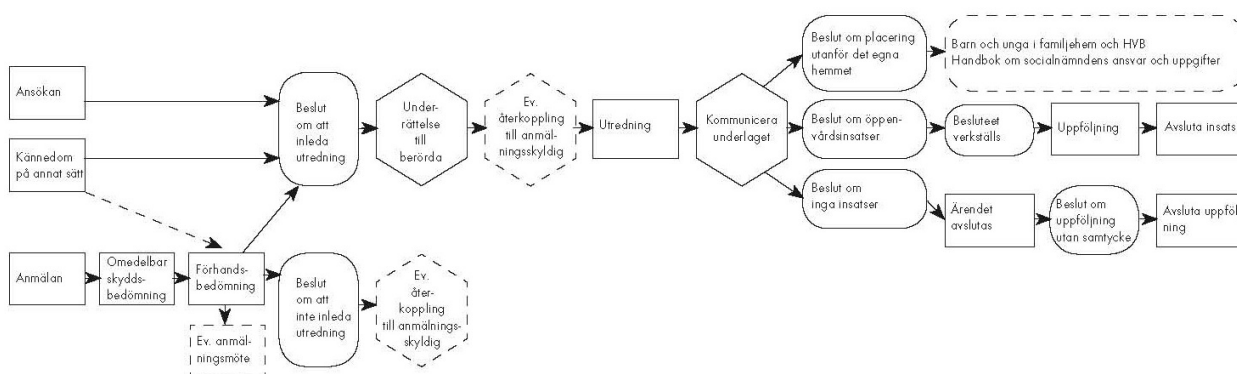 Ansökan
Kännedom
på annat sätt
Anmälan
Omedelbar
skydds-
bedömning
Förhands-
bedömning
Ev. anmäl-
ningsmöte
Beslut
om att
inleda
utredning
Beslut
om att
inte inleda
utredning
Under-
rättelse
till
berörda
Ev.
återkoppling
till anmäl-
ningsskyldig
Ev.
åter-
koppling
till anmälnings-
skyldig
Utredning
Kommunicera
underlaget
Beslut om placering
utanför det egna
hemmet
Barn och unga i familjehem och HVB
Handbok om socialnämndens ansvar och uppgifter
Beslut om öppen-
vårdsinsatser
Besluteet
verkställs
Uppföljning
Avsluta insats
Beslut om
inga insatser
Ärendet
avslutas
Beslut om
uppföljning
utan samtycke
Avsluta uppföl
ning